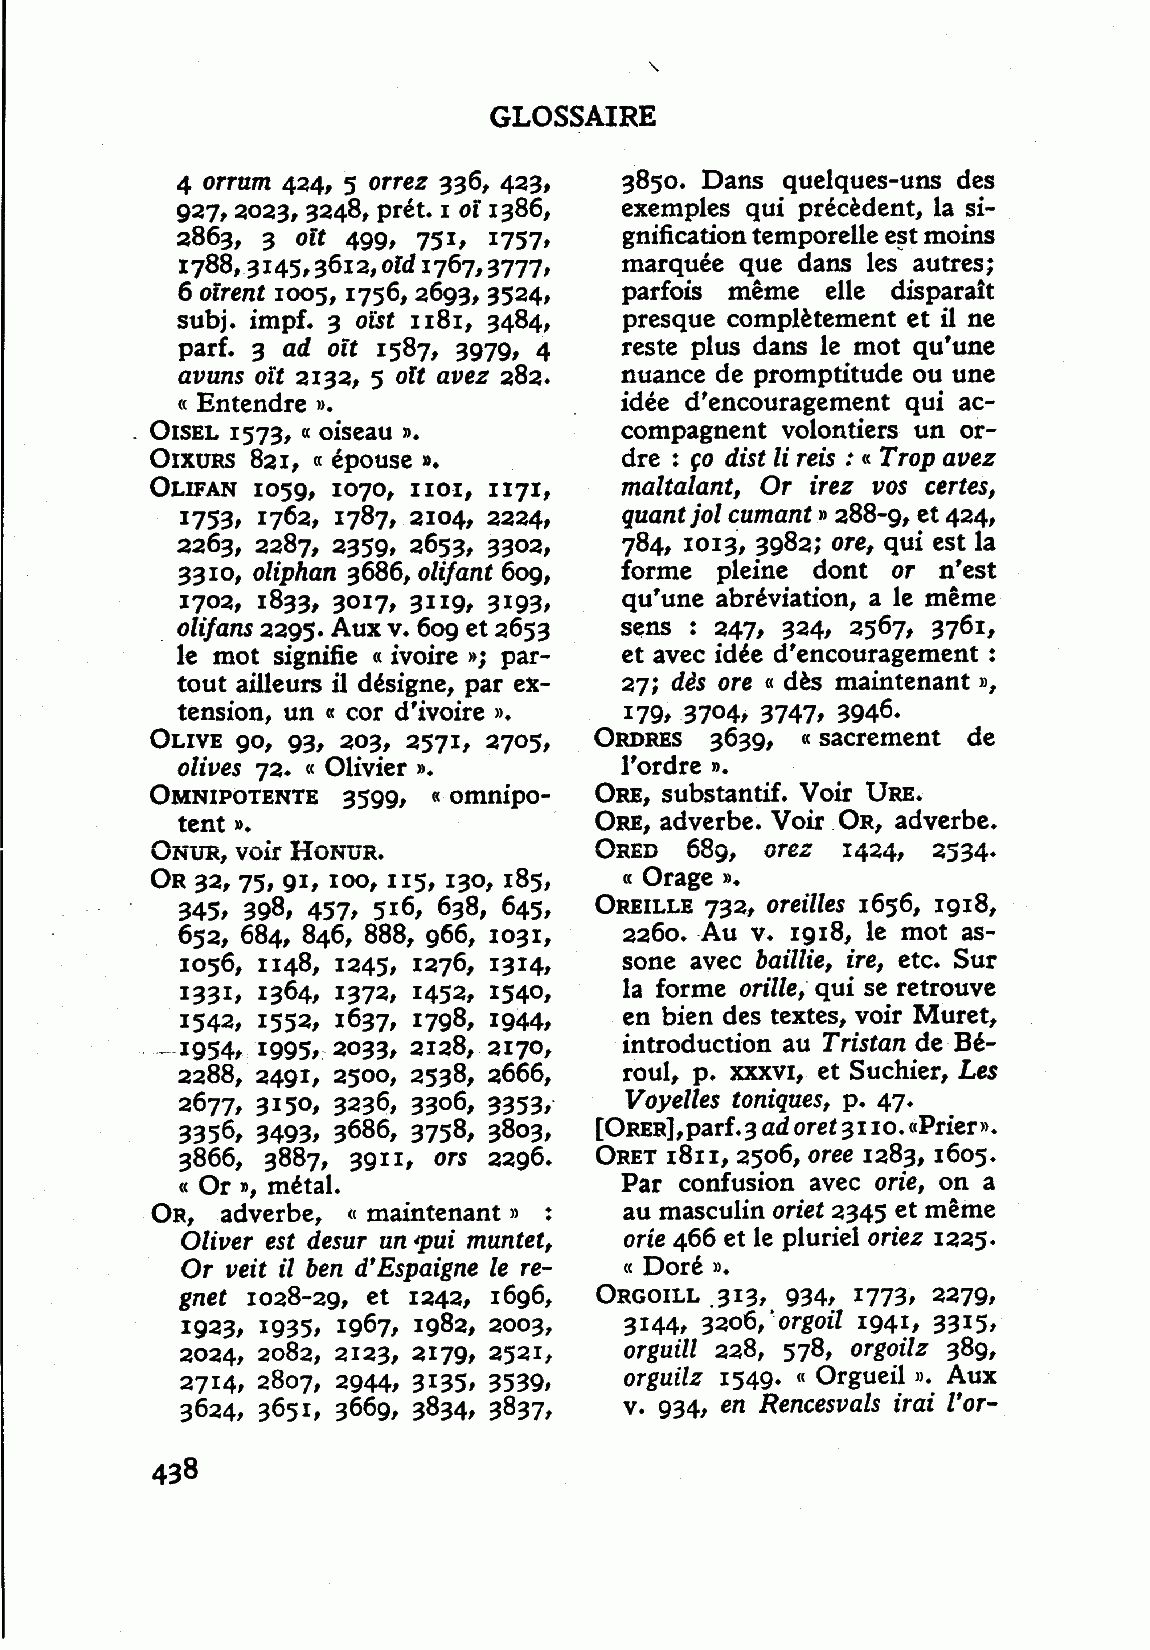 GLOSSAIRE
4 orrum 424, 5 orrez 336, 423,
927, 2023, 3248, prét. 1 oï 1386,
2863, 3 oït 499, 751, 1757,
1788, 3145, 3612, oïd 1767, 3777,
6 oïrent 1005, 1756, 2693, 3524,
subj. impf. 3 oïst 1181, 3484,
parf. 3 ad oït 1587, 3979, 4
avuns oït 2132, 5 oït avez 282.
« Entendre ».
OISEL 1573, « oiseau ».
OIXURS 821, « épouse ».
OLIFAN 1059, 1070, 1101, 1171,
1753, 1762, 1787, 2104, 2224,
2263, 2287, 2359, 2653, 3302,
3310, oliphan 3686, olifant 609,
1702, 1833, 3017, 3119, 3193,
olifans 2295. Aux v. 609 et 2653
le mot signifie « ivoire »; par-
tout ailleurs il désigne, par ex-
tension, un « cor d'ivoire ».
OLIVE 90, 93, 203, 2571, 2705,
olives 72. « Olivier ».
OMNIPOTENTE 3599, « omnipo-
tent ».
ONUR, voir HONUR.
OR 32, 75, 91, 100, 115, 130, 185,
345, 398, 457, 516, 638, 645,
652, 684, 846, 888, 966, 1031,
1056, 1148, 1245, 1276, 1314,
1331, 1364, 1372, 1452, 1540,
1542, 1552, 1637, 1798, 1944,
1954, 1995, 2033, 2128, 2170,
2288, 2491, 2500, 2538, 2666,
2677, 3150, 3236, 3306, 3353,
3356, 3493, 3686, 3758, 3803,
3866, 3887, 3911, ors 2296.
« Or », métal.
OR, adverbe, « maintenant » :
Oliver est desur un pui muntet,
Or veit il ben d'Espaigne le re-
gnet 1028-29, et 1242, 1696,
1923, 1935, 1967, 1982, 2003,
2024, 2082, 2123, 2179, 2521,
2714, 2807, 2944, 3135, 3539,
3624, 3651, 3669, 3834, 3837,
3850. Dans quelques-uns des
exemples qui précèdent, la si-
gnification temporelle est moins
marquée que dans les autres;
parfois même elle disparaît
presque complètement et il ne
reste plus dans le mot qu'une
nuance de promptitude ou une
idée d'encouragement qui ac-
compagnent volontiers un or-
dre : ço dist li reis : « Trop avez
maltalant, Or irez vos certes,
quant jol cumant » 288-9, et 424,
784, 1013, 3982; ore, qui est la
forme pleine dont or n'est
qu'une abréviation, a le même
sens : 247, 324, 2567, 3761,
et avec idée d'encouragement :
27; dès ore « dès maintenant »,
179, 3704, 3747, 3946.
ORDRES 3639, « sacrement de
l'ordre ».
ORE, substantif. Voir URE.
ORE, adverbe. Voir OR, adverbe.
ORED 689, orez 1424, 2534.
« Orage ».
OREILLE 732, oreilles 1656, 1918,
2260. Au v. 1918, le mot as-
sone avec baillie, ire, etc. Sur
la forme orille, qui se retrouve
en bien des textes, voir Muret,
introduction au Tristan de Bé-
roul, p. XXXVI, et Suchier, Les
Voyelles toniques, p. 47.
[ORER], parf. 3 ad oret 3110. «Prier».
ORET 1811, 2506, oree 1283, 1605.
Par confusion avec orie, on a
au masculin oriet 2345 et même
orie 466 et le pluriel oriez 1225.
« Doré ».
ORGOILL 313, 934, 1773, 2279,
3144, 3206, orgoil 1941, 3315,
orguill 228, 578, orgoilz 389,
orguilz 1549. « Orgueil ». Aux
v. 934, en Rencesvals irai l'or-
438